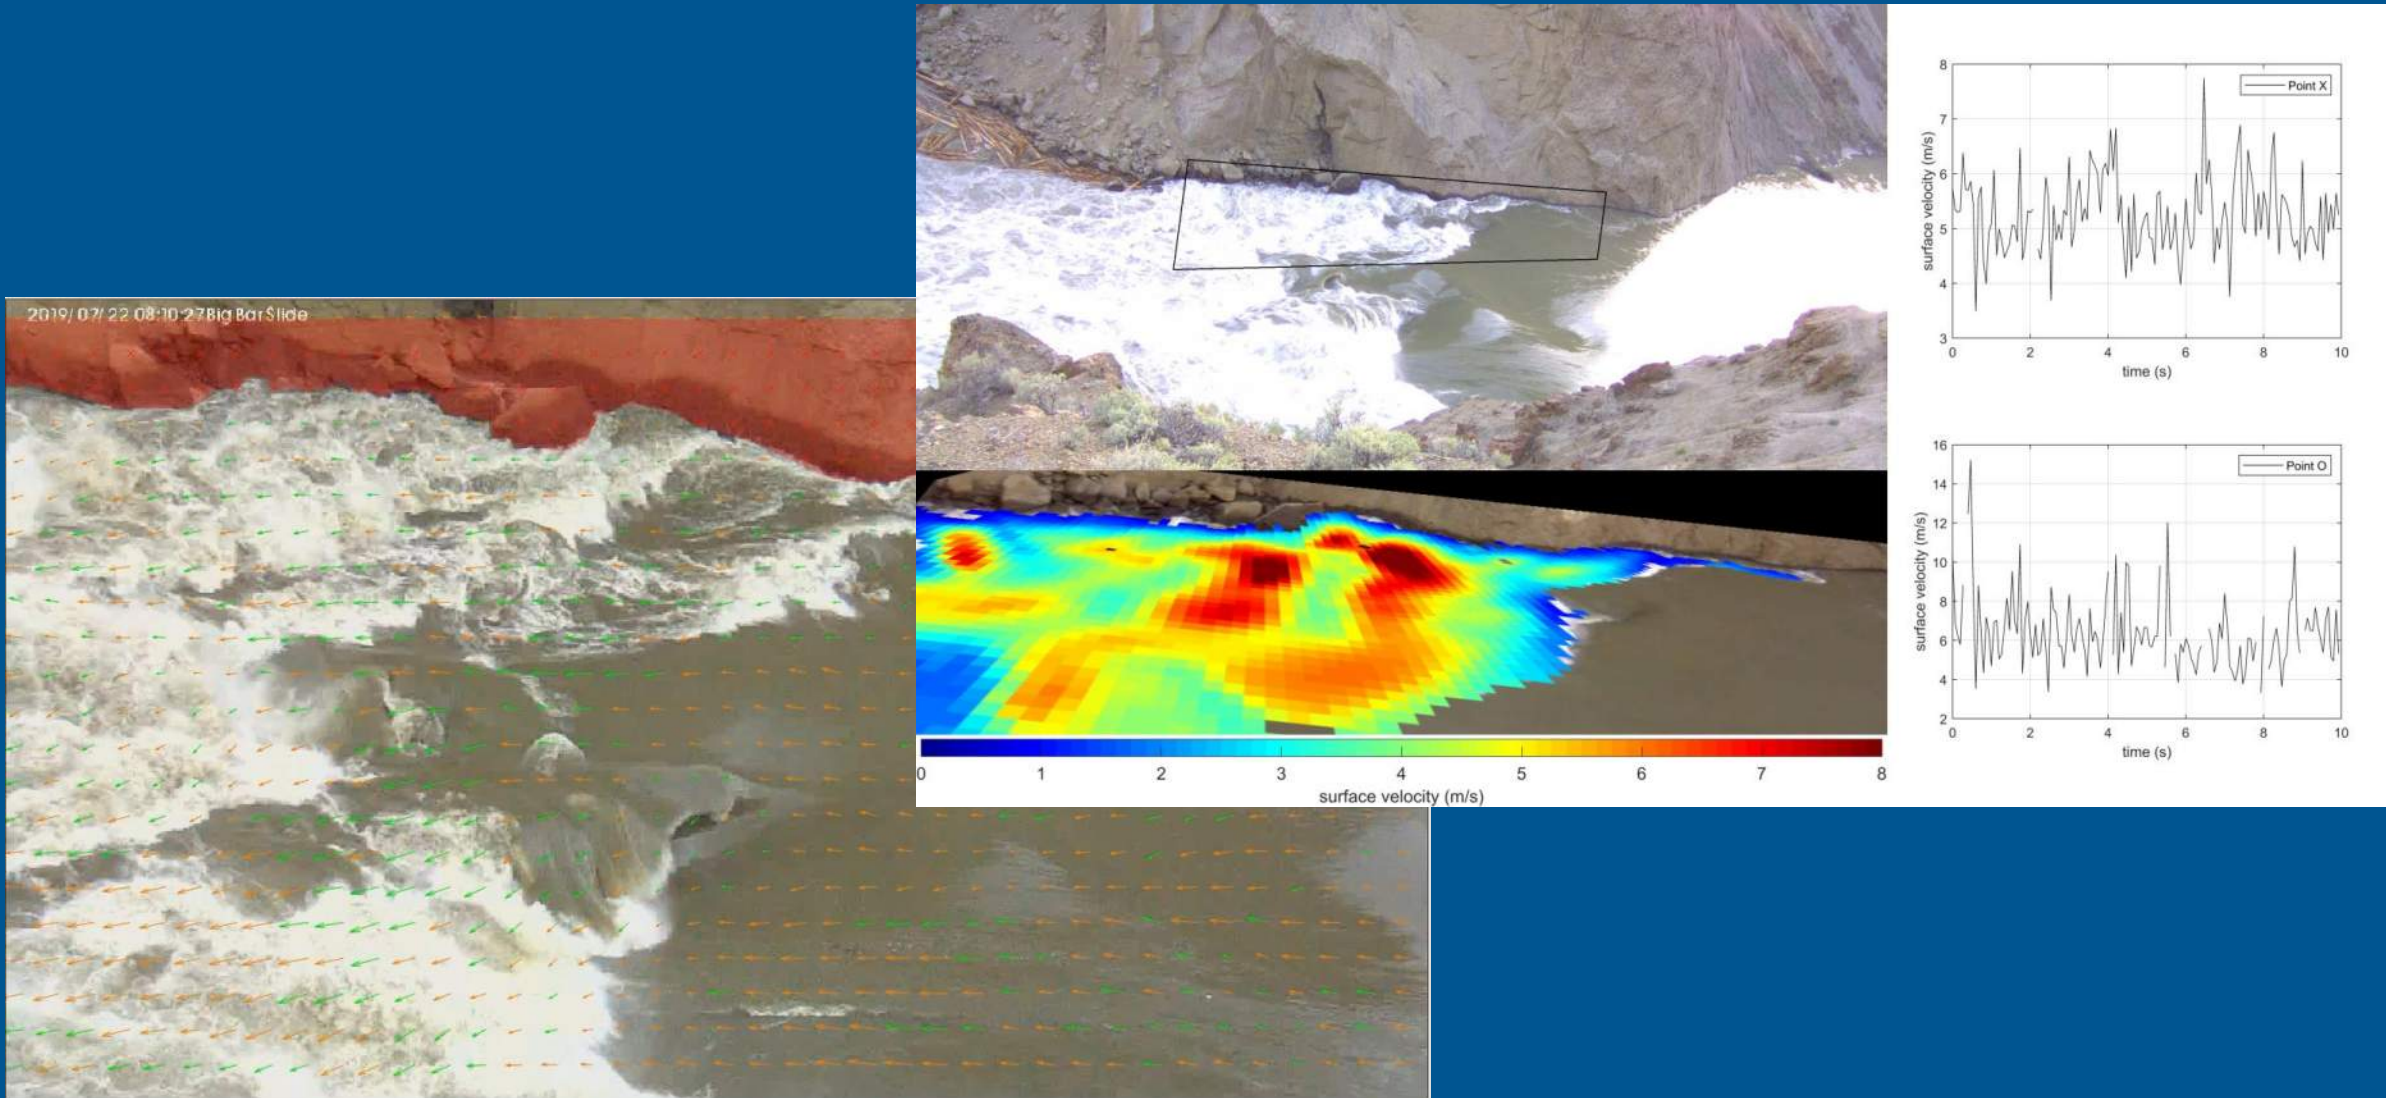 2019/07/22 08:10:27 Big Bar Slide
0 1 2 3 4 5 6 7 8
surface velocity (m/s)
8
7
6
5
4
3
surface velocity (m/s)
Point X
0 2 4 6 8 10
time (s)
16
14
12
10
8
6
4
2
surface velocity (m/s)
Point O
0 2 4 6 8 10
time (s)